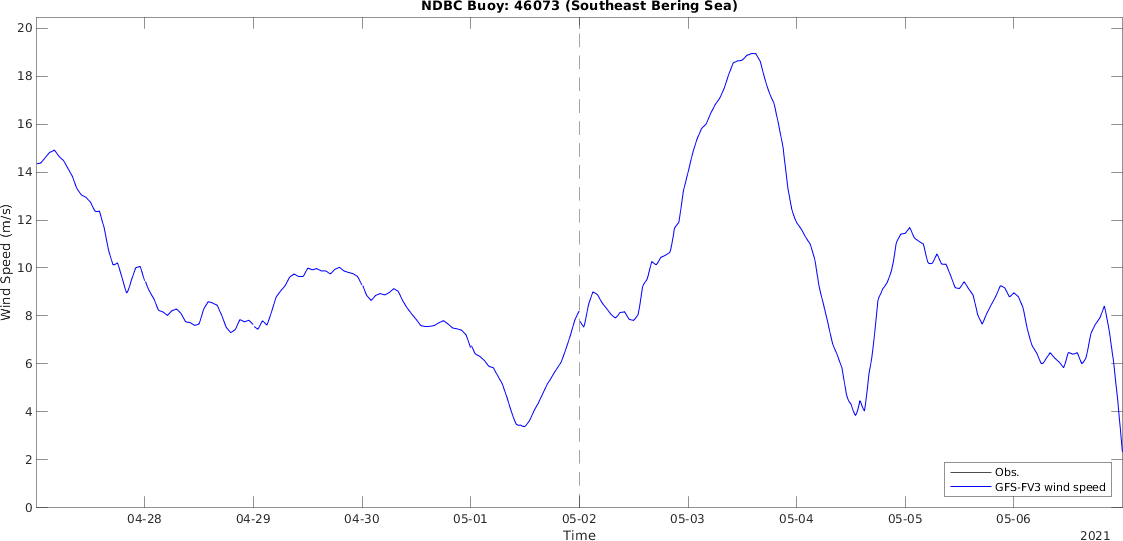 NDBC Buoy: 46073 (Southeast Bering Sea)
20
18
16
14
12
10
8
6
4
2
0
Wind Speed (m/s)
04-28 04-29 04-30 05-01 05-02 05-03 05-04 05-05 05-06
Time
2021
Obs.
GFS-FV3 wind speed